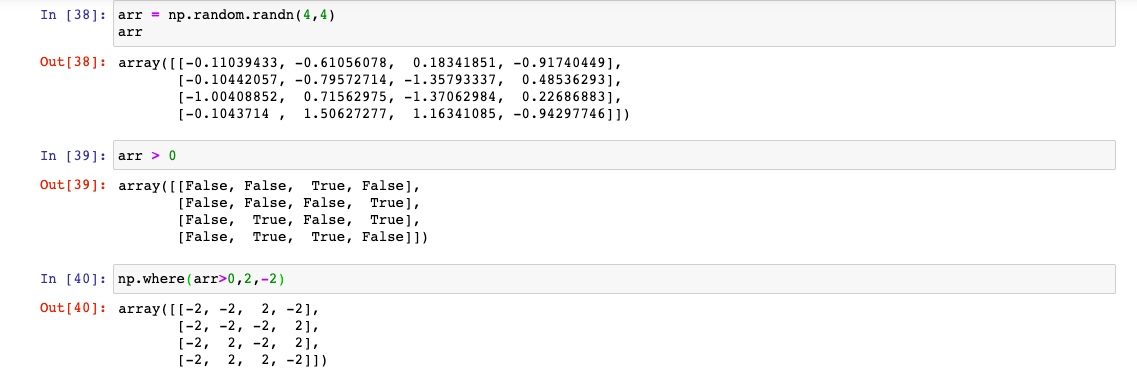 In [38]: arr = np.random.randn(4,4)
arr
Out[38]: array([[-0.11039433, -0.61056078,  0.18341851, -0.91740449],
[-0.10442057, -0.79572714, -1.35793337,  0.48536293],
[-1.00408852,  0.71562975, -1.37062984,  0.22686883],
[-0.1043714 ,  1.50627277,  1.16341085, -0.94297746]])
In [39]: arr > 0
Out[39]: array([[False, False,  True, False],
[False, False, False,  True],
[False,  True, False,  True],
[False,  True,  True, False]])
In [40]: np.where(arr>0,2,-2)
Out[40]: array([[-2, -2,  2, -2],
[-2, -2, -2,  2],
[-2,  2, -2,  2],
[-2,  2,  2, -2]])